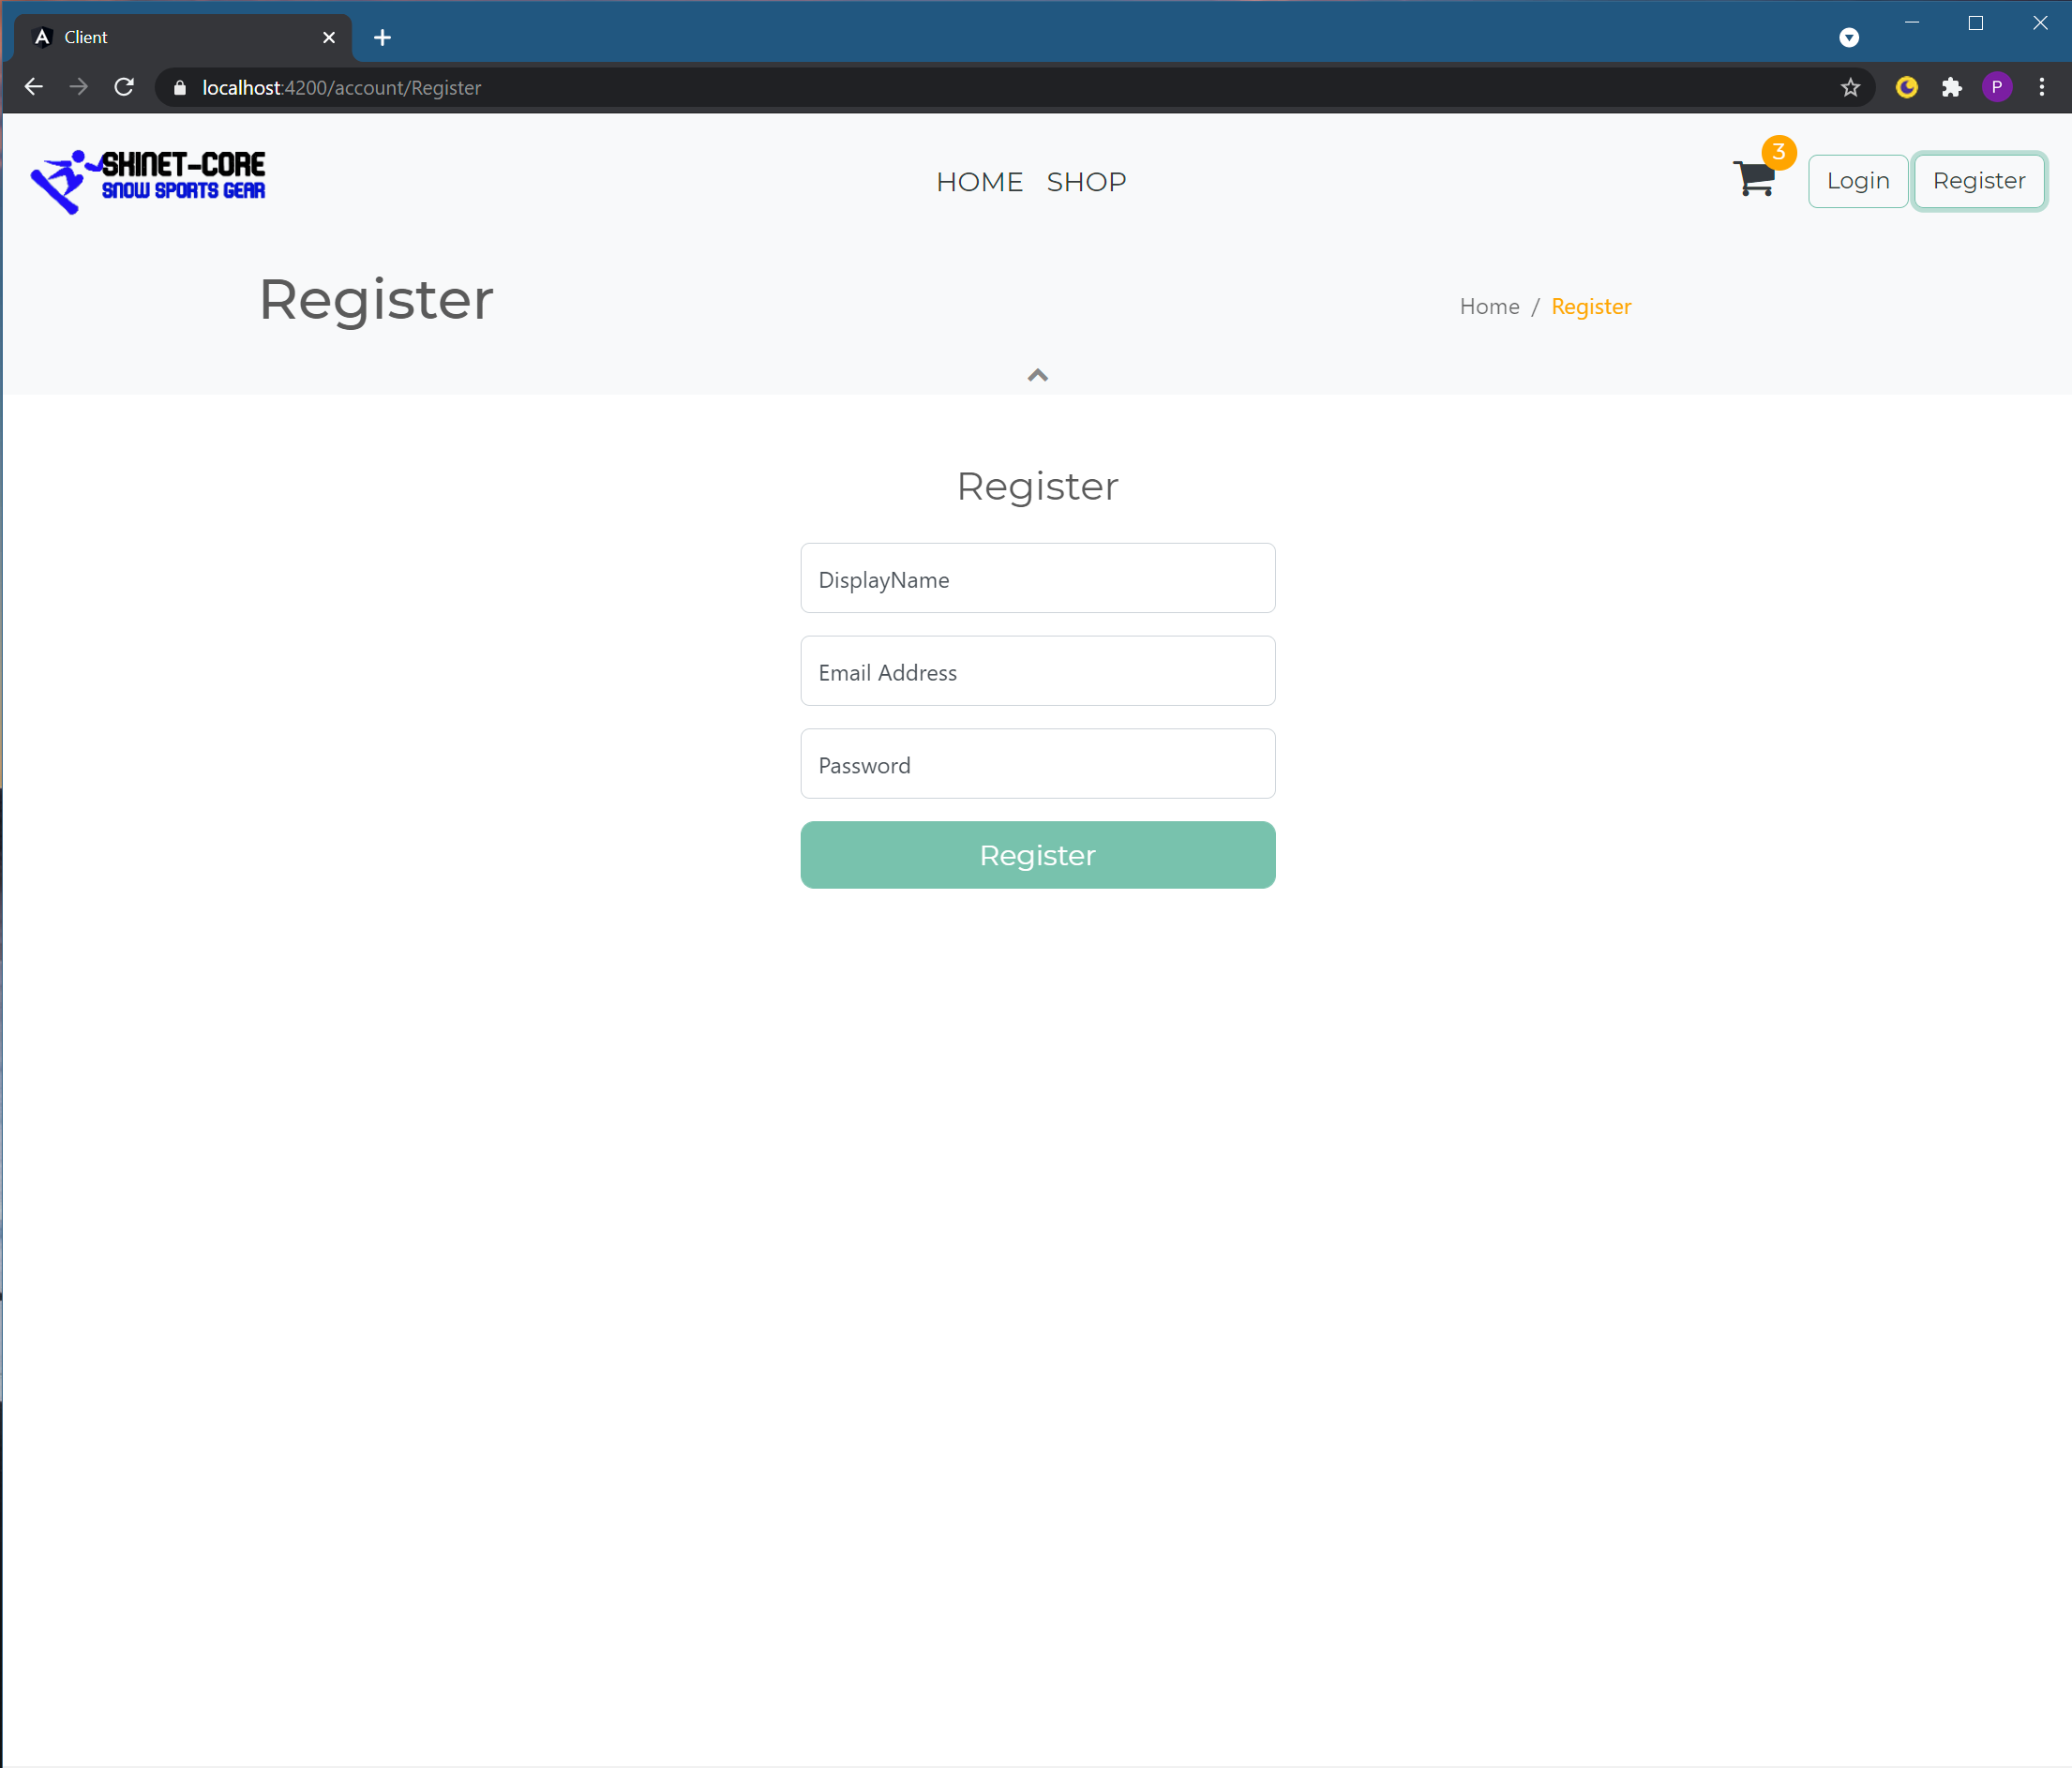 Client
localhost:4200/account/Register
P
SKINET-CORE
SNOW SPORTS GEAR
HOME SHOP
3
Login Register
Register
Home / Register
Register
DisplayName
Email Address
Password
Register